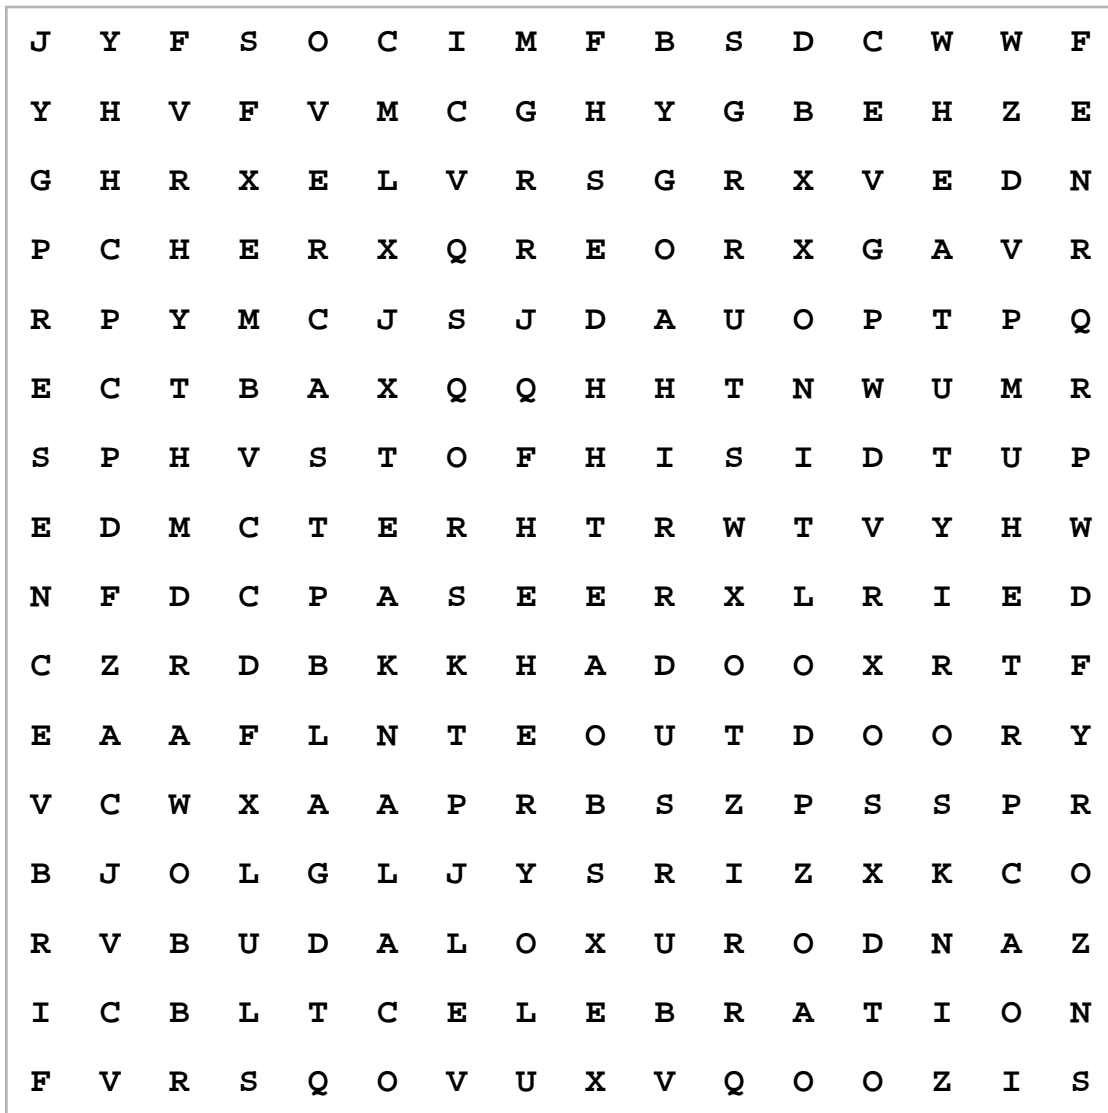 J Y F S O C I M F B S D C W W F
Y H V F V M C G H Y G B E H Z E
G H R X E L V R S G R X V E D N
P C H E R X Q R E O R X G A V R
R P Y M C J S J D A U O P T P Q
E C T B A X Q Q H H T N W U M R
S P H V S T O F H I S I D T U P
E D M C T E R H T R W T V Y H W
N F D C P A S E E R X L R I E D
C Z R D B K K H A D O O X R T F
E A A F L N T E O U T D O O R Y
V C W X A A P R B S Z P S S P R
B J O L G L J Y S R I Z X K C O
R V B U D A L O X U R O D N A Z
I C B L T C E L E B R A T I O N
F V R S Q O V U X V Q O O Z I S